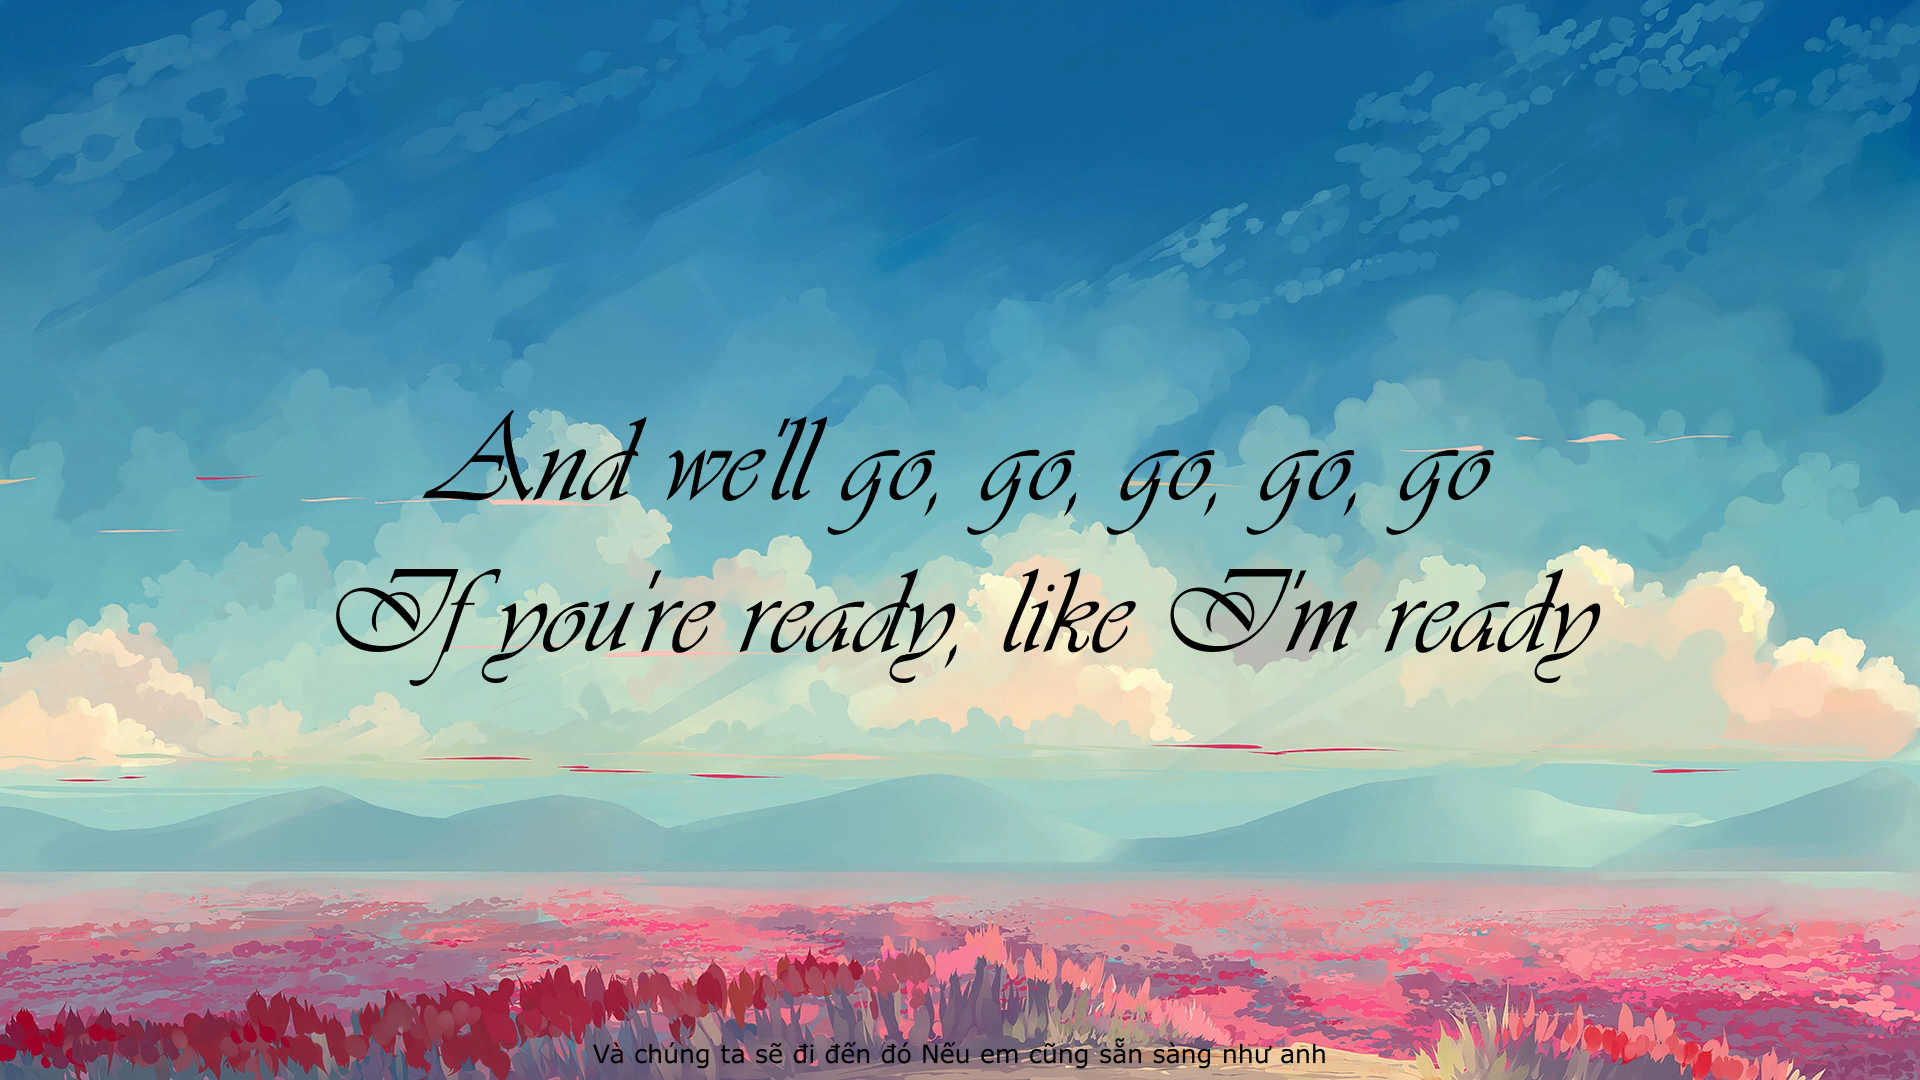 And we'll go, go, go, go, go
If you're ready, like I'm ready
Và chúng ta sẽ đi đến đó Nếu em cũng sẵn sàng như anh